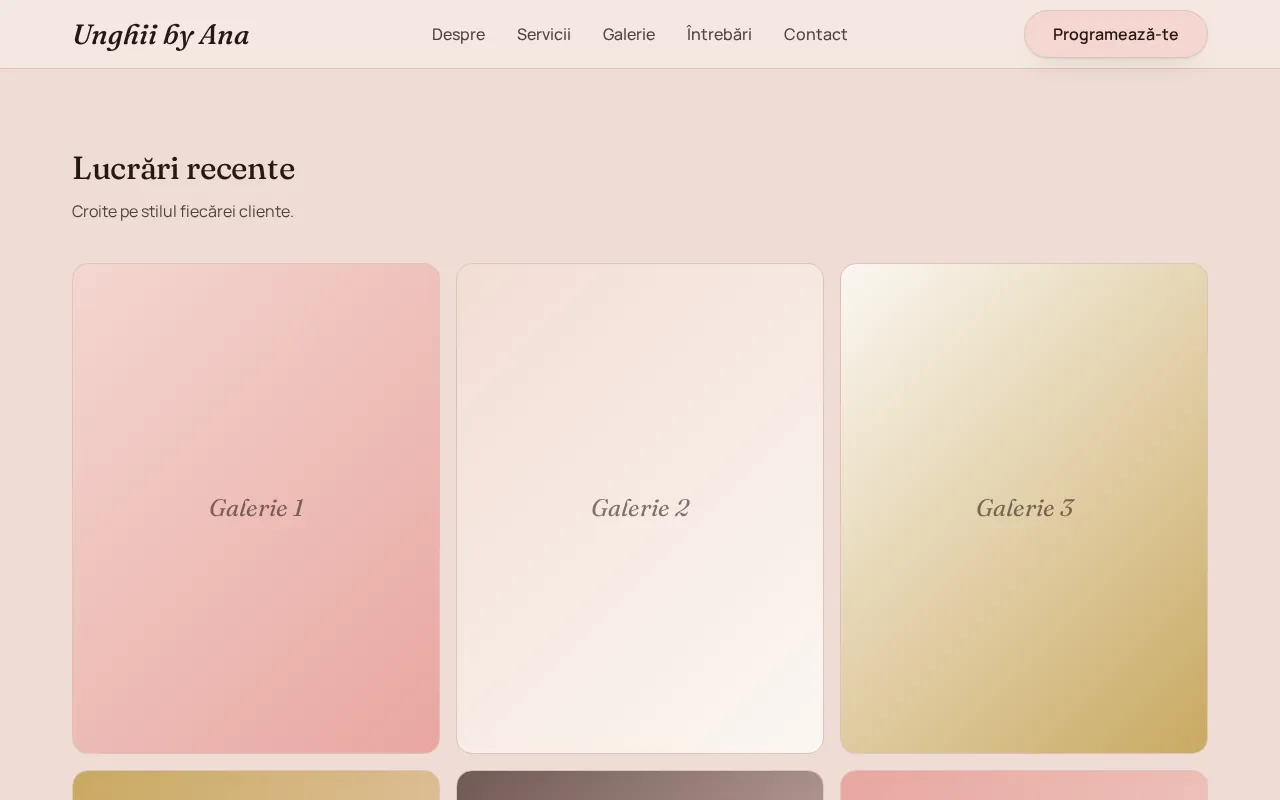 Unghii by Ana
Despre
Servicii
Galerie
Întrebări
Contact
Programează-te
Lucrări recente
Croite pe stilul fiecărei cliente.
Galerie 1
Galerie 2
Galerie 3